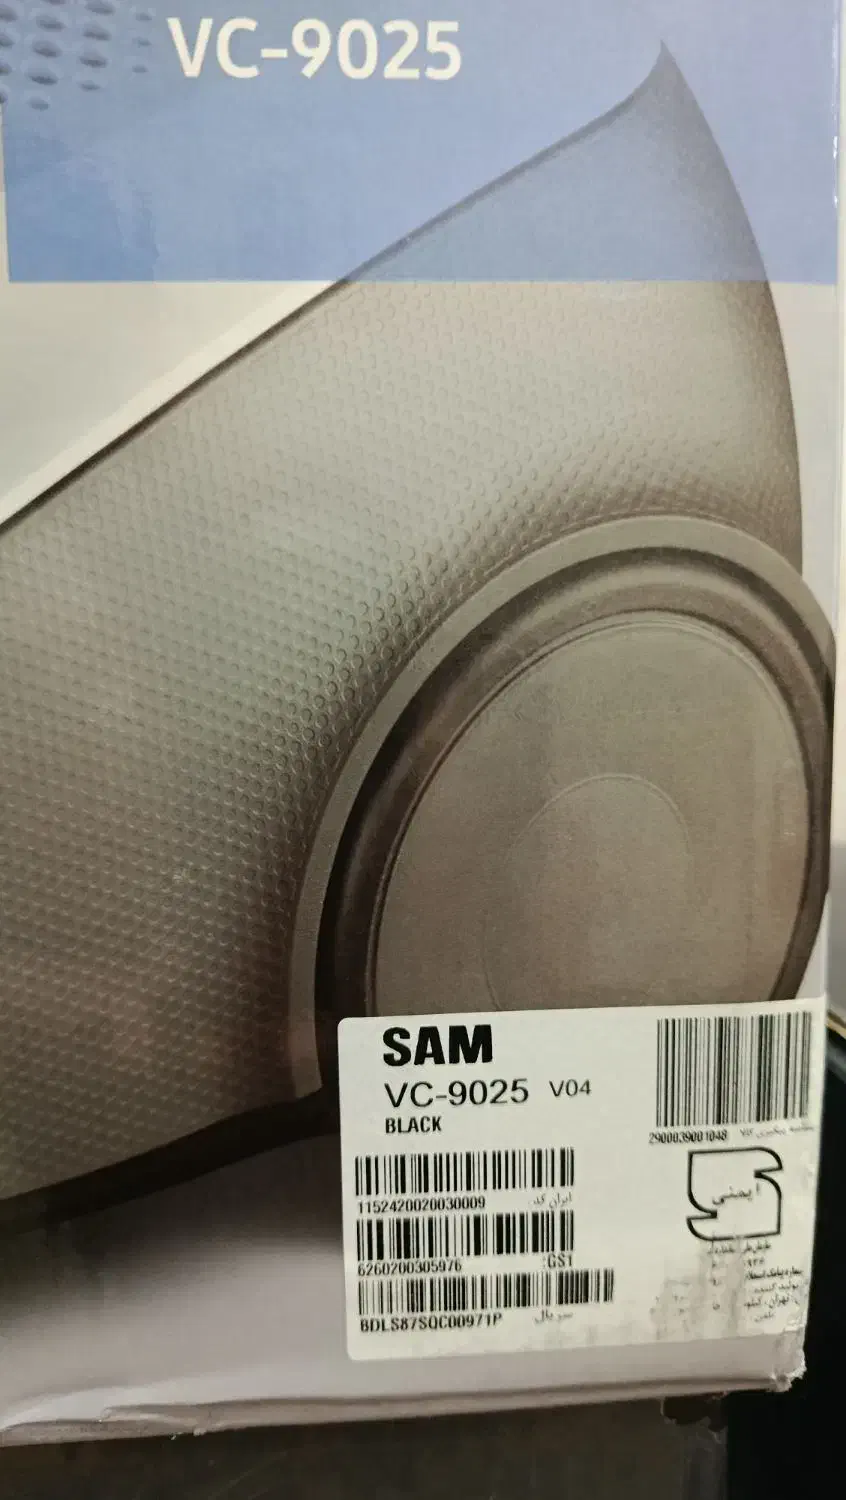 VC-9025
SAM
VC-9025 V04
BLACK
2900039001048
ایمنی
1152420020030009 ایران کد:
6260200305976 :GS1
BDLS87SQC00971P سریال